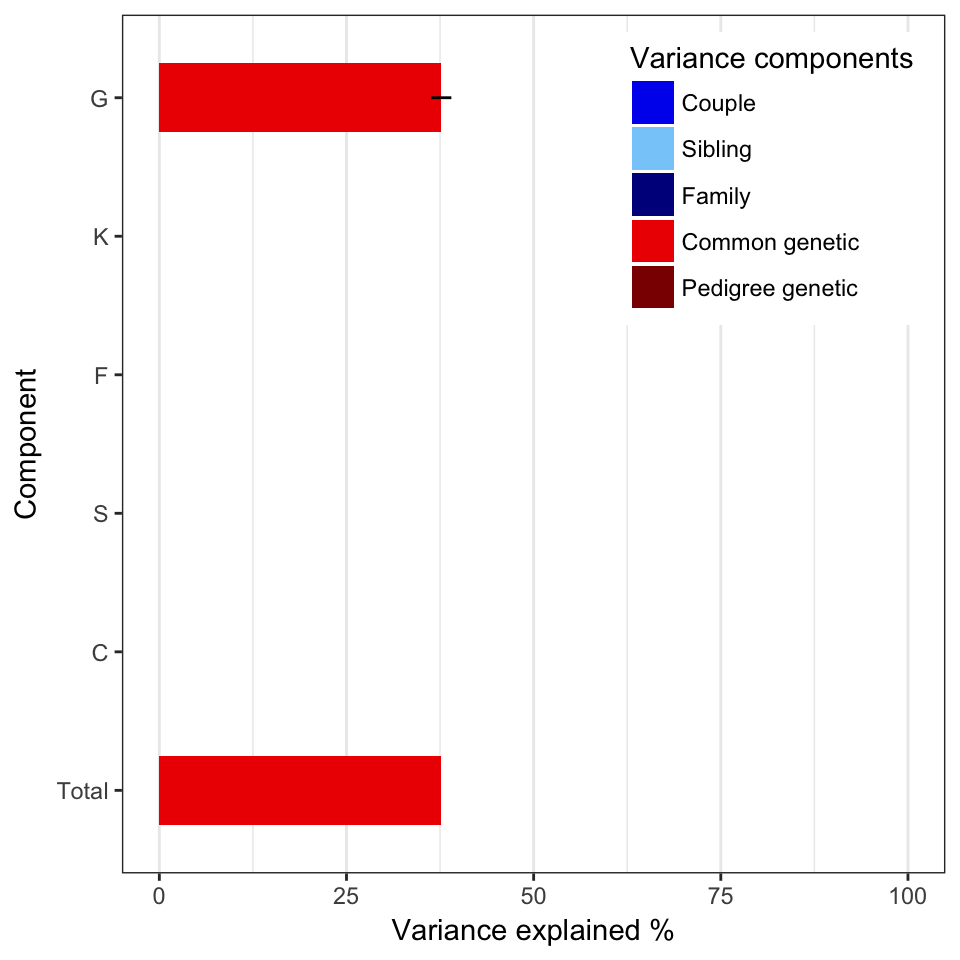 Variance components
Couple
Sibling
Family
Common genetic
Pedigree genetic
Component
G
K
F
S
C
Total
0 25 50 75 100
Variance explained %